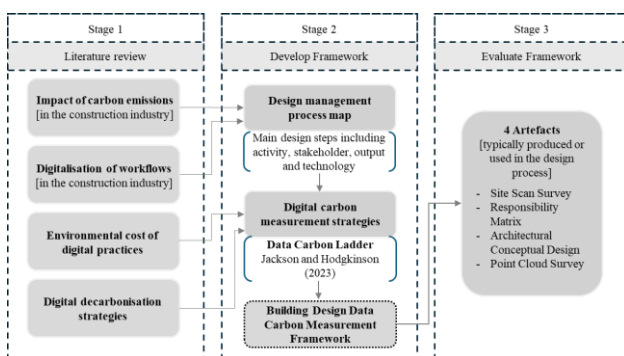 Stage 1
Literature review
Impact of carbon emissions
[in the construction industry]
Digitalisation of workflows
[in the construction industry]
Environmental cost of
digital practices
Digital decarbonisation
strategies
Stage 2
Develop Framework
Design management
process map
Main design steps including
activity, stakeholder, output
and technology
Digital carbon
measurement strategies
Data Carbon Ladder
Jackson and Hodgkinson
(2023)
Building Design Data
Carbon Measurement
Framework
Stage 3
Evaluate Framework
4 Artefacts
[typically produced or
used in the design
process]
- Site Scan Survey
- Responsibility
Matrix
- Architectural
Conceptual Design
- Point Cloud Survey